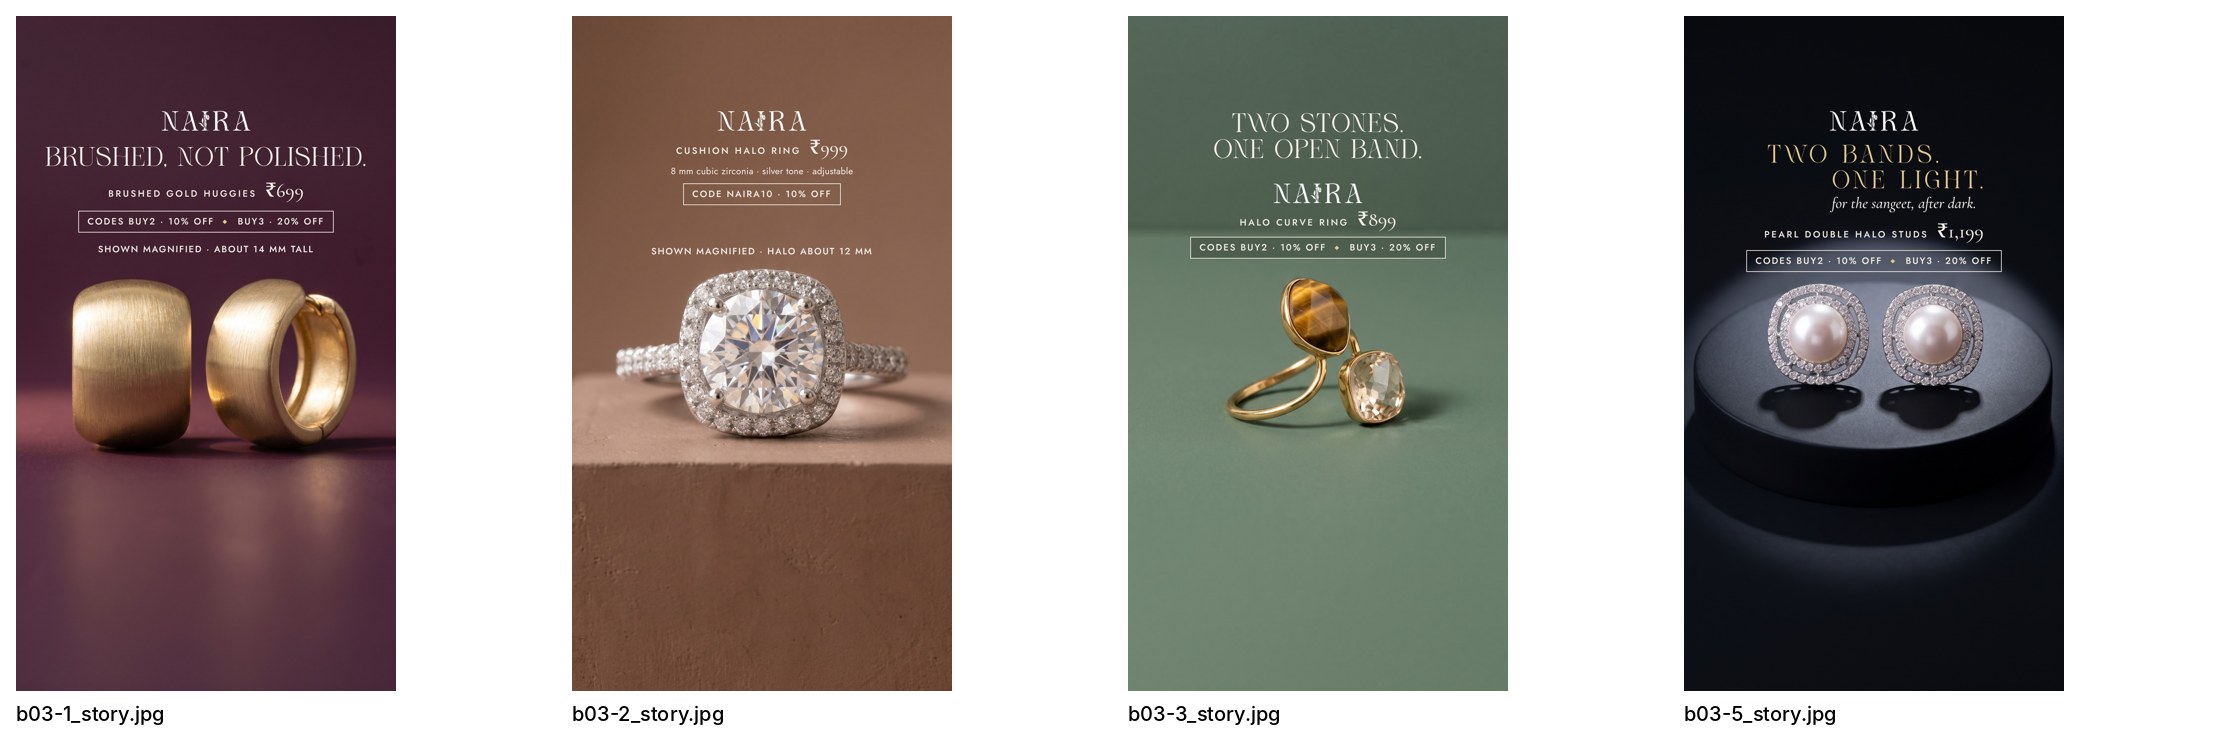 NAIRA
BRUSHED, NOT POLISHED.
BRUSHED GOLD HUGGIES ₹699
CODES BUY2 · 10% OFF ◆ BUY3 · 20% OFF
SHOWN MAGNIFIED · ABOUT 14 MM TALL
b03-1_story.jpg
NAIRA
CUSHION HALO RING ₹999
8 mm cubic zirconia · silver tone · adjustable
CODE NAIRA10 · 10% OFF
SHOWN MAGNIFIED · HALO ABOUT 12 MM
b03-2_story.jpg
TWO STONES.
ONE OPEN BAND.
NAIRA
HALO CURVE RING ₹899
CODES BUY2 · 10% OFF ◆ BUY3 · 20% OFF
b03-3_story.jpg
NAIRA
TWO BANDS.
ONE LIGHT.
for the sangeet, after dark.
PEARL DOUBLE HALO STUDS ₹1,199
CODES BUY2 · 10% OFF ◆ BUY3 · 20% OFF
b03-5_story.jpg